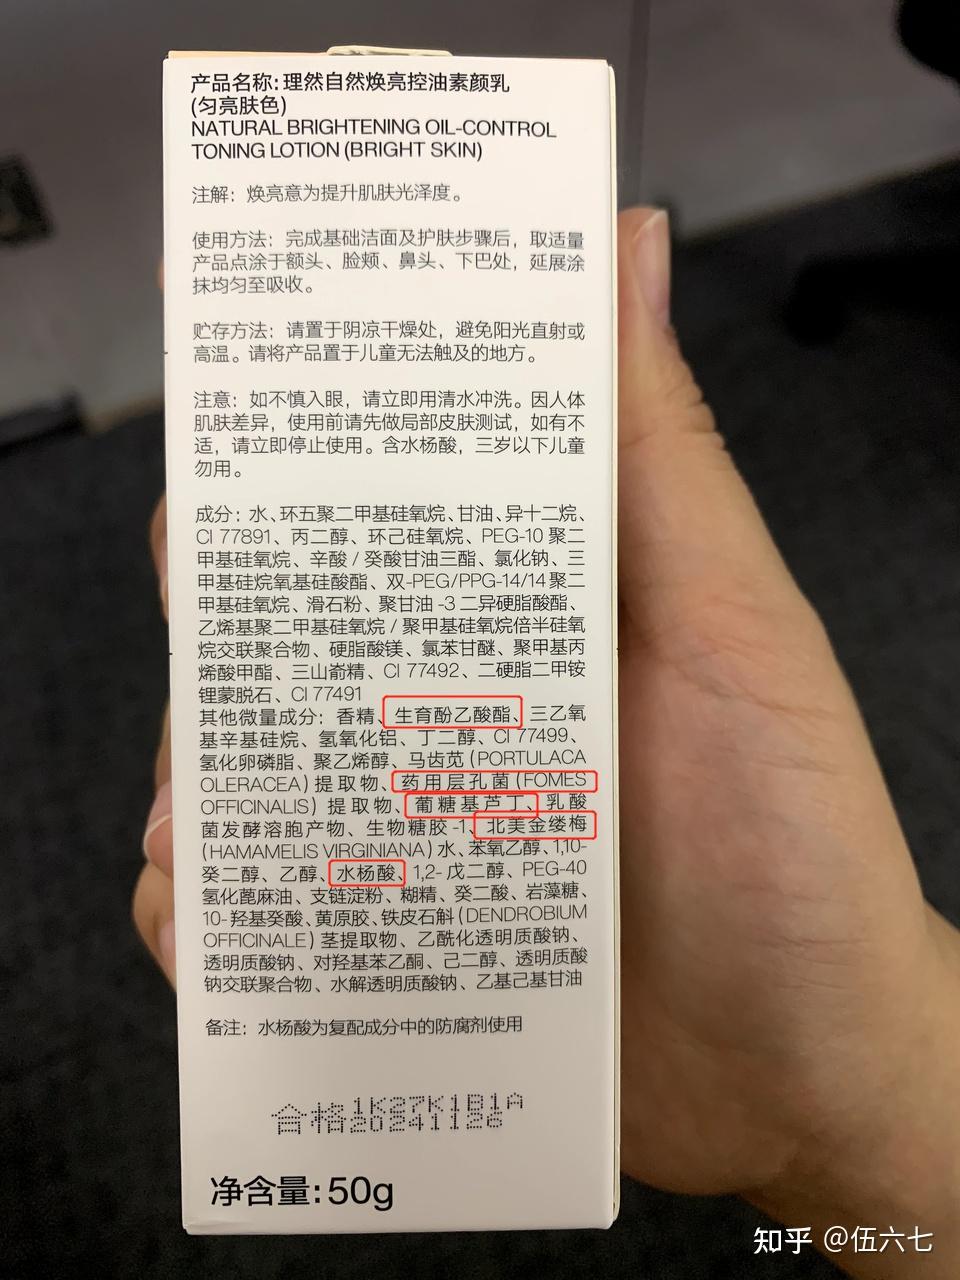 产品名称:理然自然焕亮控油素颜乳
(匀亮肤色)
NATURAL BRIGHTENING OIL-CONTROL
TONING LOTION (BRIGHT SKIN)
注解:焕亮意为提升肌肤光泽度。
使用方法:完成基础洁面及护肤步骤后,取适量
产品点涂于额头、脸颊、鼻头、下巴处,延展涂
抹均匀至吸收。
贮存方法:请置于阴凉干燥处,避免阳光直射或
高温。请将产品置于儿童无法触及的地方。
注意:如不慎入眼,请立即用清水冲洗。因人体
肌肤差异,使用前请先做局部皮肤测试,如有不
适,请立即停止使用。含水杨酸,三岁以下儿童
勿用。
成分:水、环五聚二甲基硅氧烷、甘油、异十二烷、
CI 77891、丙二醇、环己硅氧烷、PEG-10 聚二
甲基硅氧烷、辛酸/癸酸甘油三酯、氯化钠、三
甲基硅烷氧基硅酸酯、双-PEG/PPG-14/14 聚二
甲基硅氧烷、滑石粉、聚甘油-3 二异硬脂酸酯、
乙烯基聚二甲基硅氧烷/聚甲基硅氧烷倍半硅氧
烷交联聚合物、硬脂酸镁、氯苯甘醚、聚甲基丙
烯酸甲酯、三山嵛精、CI 77492、二硬脂二甲铵
锂蒙脱石、CI 77491
其他微量成分:香精、生育酚乙酸酯、三乙氧
基辛基硅烷、氢氧化铝、丁二醇、CI 77499、
氢化卵磷脂、聚乙烯醇、马齿苋(PORTULACA
OLERACEA)提取物、药用层孔菌(FOMES
OFFICINALIS)提取物、葡糖基芦丁、乳酸
菌发酵溶胞产物、生物糖胶-1、北美金缕梅
(HAMAMELIS VIRGINIANA)水、苯氧乙醇、1,10-
癸二醇、乙醇、水杨酸、1,2-戊二醇、PEG-40
氢化蓖麻油、支链淀粉、糊精、癸二酸、岩藻糖、
10-羟基癸酸、黄原胶、铁皮石斛(DENDROBIUM
OFFICINALE)茎提取物、乙酰化透明质酸钠、
透明质酸钠、对羟基苯乙酮、己二醇、透明质酸
钠交联聚合物、水解透明质酸钠、乙基己基甘油
备注:水杨酸为复配成分中的防腐剂使用
合格1K27K1B1A
20241126
净含量:50g
知乎 @伍六七